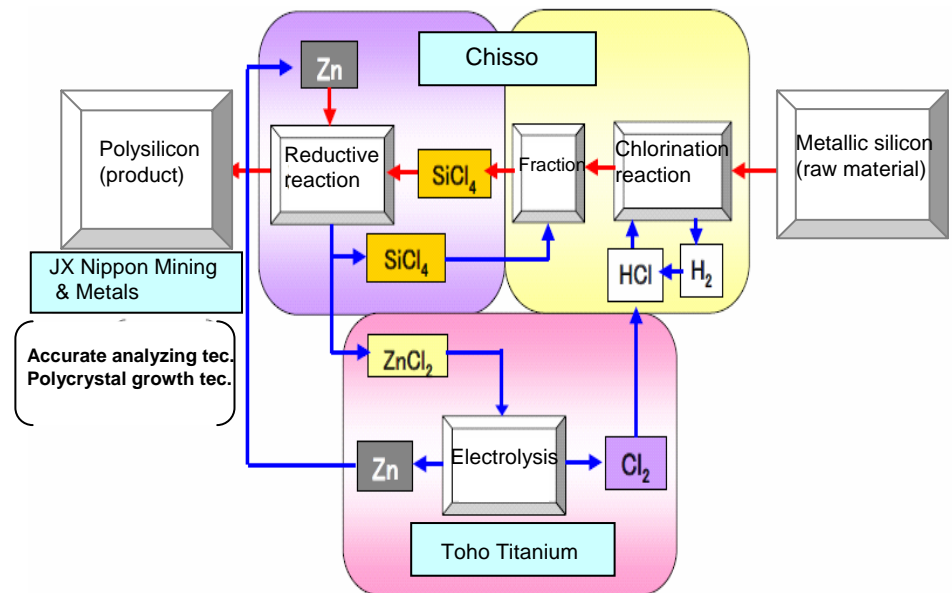 Chisso
Zn
Polysilicon
(product)
Reductive
reaction
SiCl₄
Fraction
Chlorination
reaction
Metallic silicon
(raw material)
SiCl₄
HCl
H₂
JX Nippon Mining
& Metals
Accurate analyzing tec.
Polycrystal growth tec.
ZnCl₂
Zn
Electrolysis
Cl₂
Toho Titanium